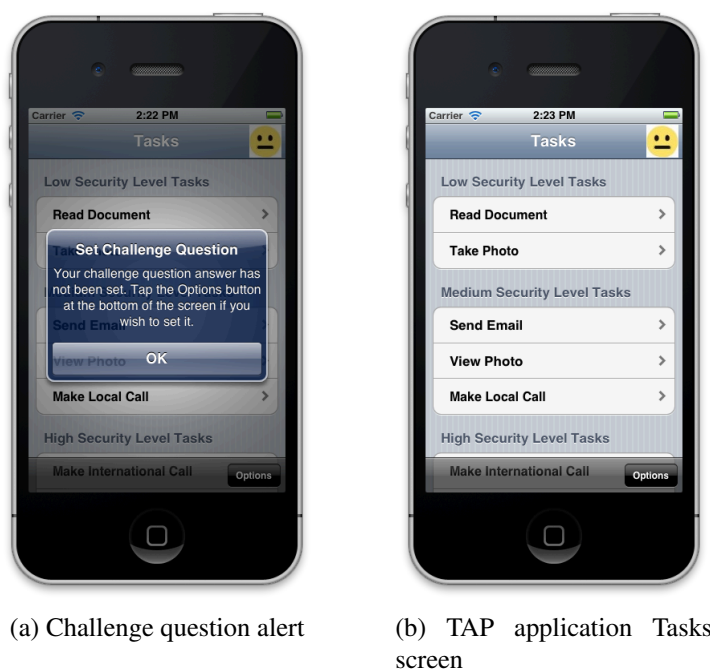 Carrier 2:22 PM
Tasks
Low Security Level Tasks
Read Document
Set Challenge Question
Your challenge question answer has
not been set. Tap the Options button
at the bottom of the screen if you
wish to set it.
Send Email
View Photo
OK
Make Local Call
High Security Level Tasks
Make International Call
Options
(a) Challenge question alert
Carrier 2:23 PM
Tasks
Low Security Level Tasks
Read Document
Take Photo
Medium Security Level Tasks
Send Email
View Photo
Make Local Call
High Security Level Tasks
Make International Call
Options
(b) TAP application Tasks
screen